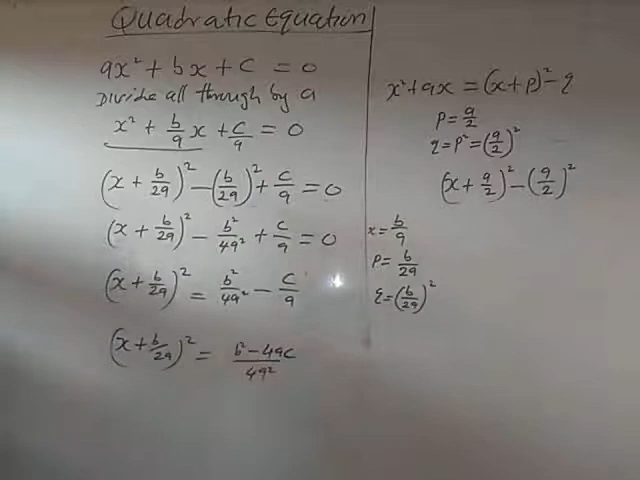 Quadratic Equation
ax² + bx + c = 0
Divide all through by a
x² + b/a x + c/a = 0
(x + b/2a)² - (b/2a)² + c/a = 0
(x + b/2a)² - b²/4a² + c/a = 0
(x + b/2a)² = b²/4a² - c/a
(x + b/2a)² = b² - 4ac / 4a²
x² + ax = (x + p)² - q
p = a/2
q = p² = (a/2)²
(x + a/2)² - (a/2)²
x = b/a
p = b/2a
q = (b/2a)²